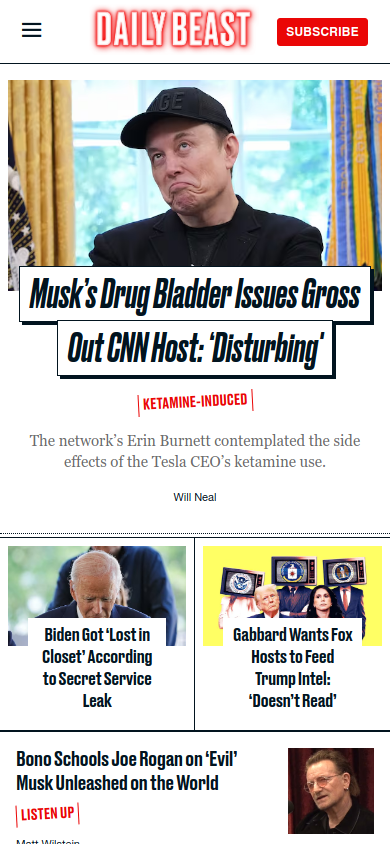 DAILY BEAST
SUBSCRIBE
GE
Musk's Drug Bladder Issues Gross
Out CNN Host: 'Disturbing'
KETAMINE-INDUCED
The network's Erin Burnett contemplated the side
effects of the Tesla CEO's ketamine use.
Will Neal
Biden Got 'Lost in
Closet' According
to Secret Service
Leak
Gabbard Wants Fox
Hosts to Feed
Trump Intel:
'Doesn't Read'
Bono Schools Joe Rogan on 'Evil'
Musk Unleashed on the World
LISTEN UP
Matt Wilstein